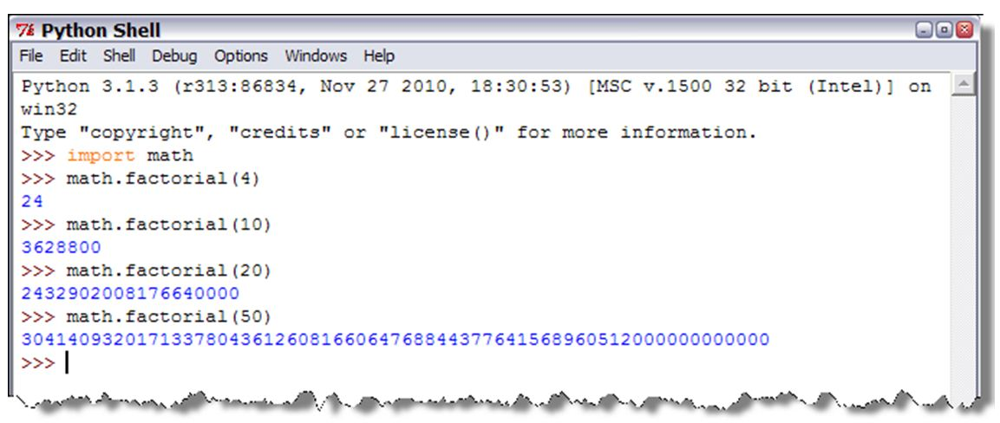 Python Shell
File Edit Shell Debug Options Windows Help
Python 3.1.3 (r313:86834, Nov 27 2010, 18:30:53) [MSC v.1500 32 bit (Intel)] on
win32
Type "copyright", "credits" or "license()" for more information.
>>> import math
>>> math.factorial(4)
24
>>> math.factorial(10)
3628800
>>> math.factorial(20)
2432902008176640000
>>> math.factorial(50)
30414093201713378043612608166064768844377641568960512000000000000
>>>